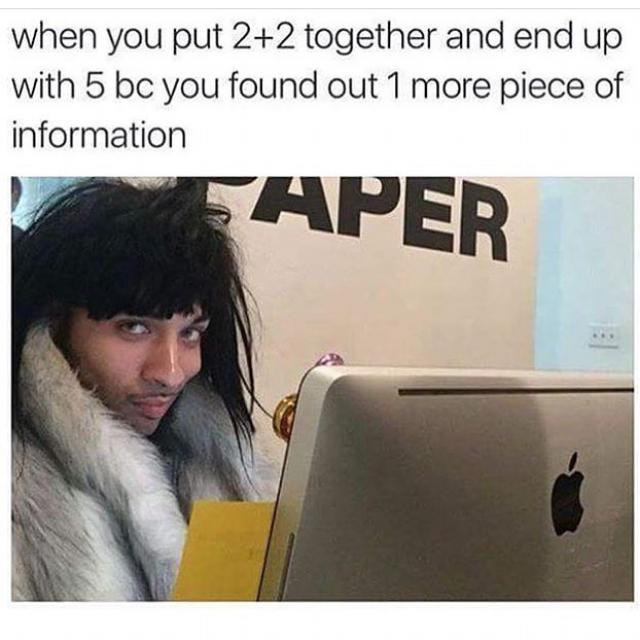 when you put 2+2 together and end up
with 5 bc you found out 1 more piece of
information
PAPER